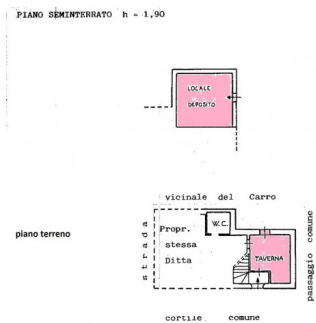 PIANO SEMINTERRATO h = 1,90
LOCALE
DEPOSITO
vicinale del Carro
piano terreno
strada
Propr.
stessa
Ditta
W.C.
TAVERNA
passaggio comune
cortile comune